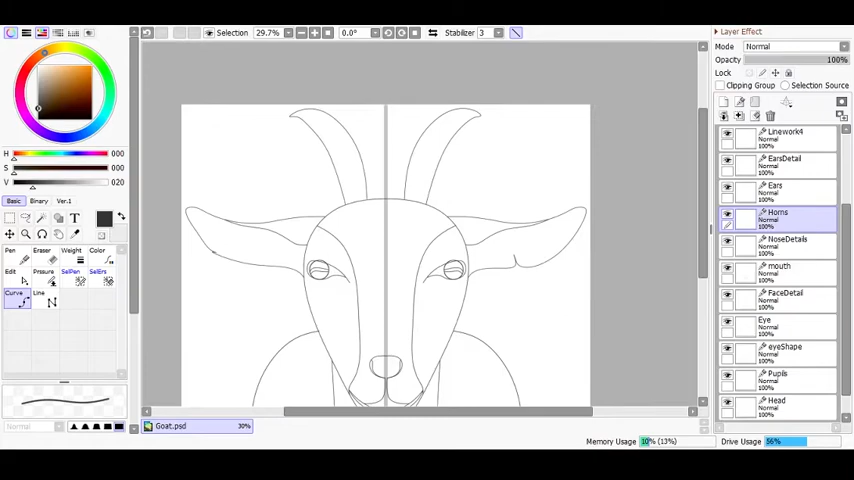 Selection 29.7% 0.0° Stabilizer 3
Layer Effect
Mode Normal
Opacity 100%
Lock
Clipping Group Selection Source
H 000
S 000
V 020
Basic Binary Ver.1
T
Pen Eraser Weight Color
Edit Prssure SelPen SelErs
Curve Line
Normal
Linework4
Normal
100%
EarsDetail
Normal
100%
Ears
Normal
100%
Horns
Normal
100%
NoseDetails
Normal
100%
mouth
Normal
100%
FaceDetail
Normal
100%
Eye
Normal
100%
eyeShape
Normal
100%
Pupils
Normal
100%
Head
Normal
100%
Goat.psd 30%
Memory Usage 10% (13%) Drive Usage 56%